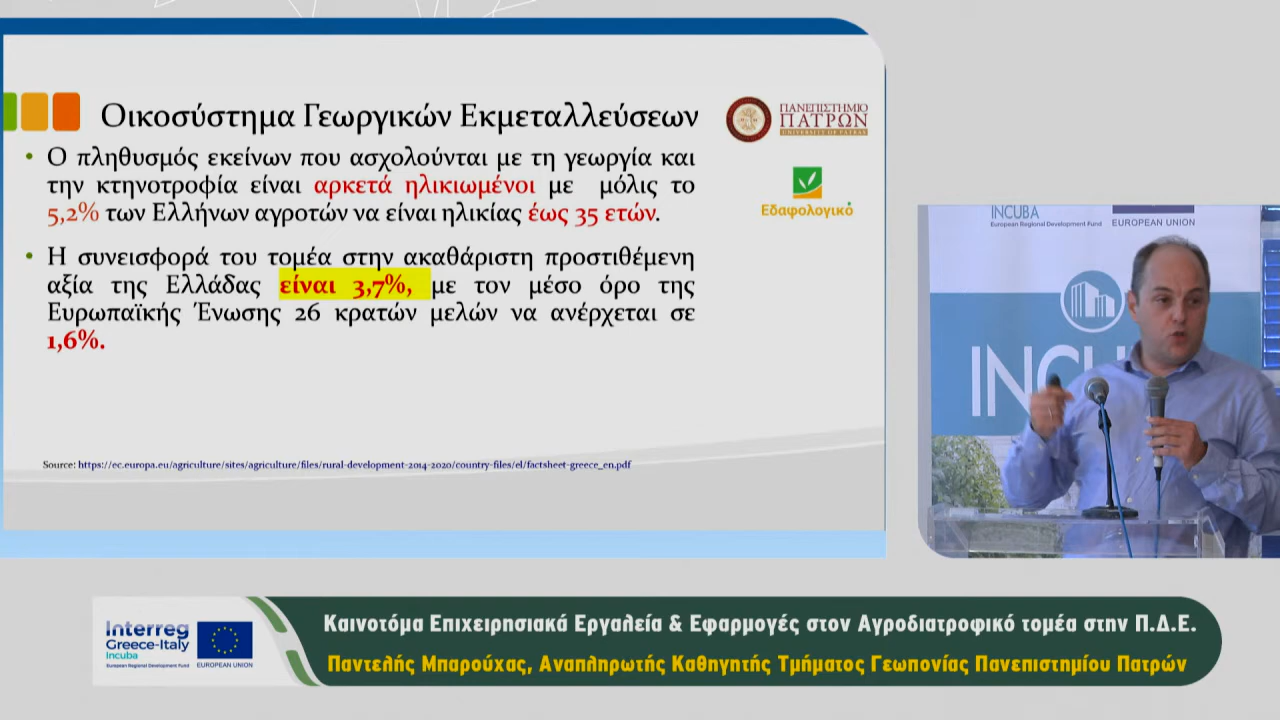 Οικοσύστημα Γεωργικών Εκμεταλλεύσεων
• Ο πληθυσμός εκείνων που ασχολούνται με τη γεωργία και
την κτηνοτροφία είναι αρκετά ηλικιωμένοι με μόλις το
5,2% των Ελλήνων αγροτών να είναι ηλικίας έως 35 ετών.
• Η συνεισφορά του τομέα στην ακαθάριστη προστιθέμενη
αξία της Ελλάδας είναι 3,7%, με τον μέσο όρο της
Ευρωπαϊκής Ένωσης 26 κρατών μελών να ανέρχεται σε
1,6%.
Source: https://ec.europa.eu/agriculture/sites/agriculture/files/rural-development-2014-2020/country-files/el/factsheet-greece_en.pdf
ΠΑΝΕΠΙΣΤΗΜΙΟ
ΠΑΤΡΩΝ
UNIVERSITY OF PATRAS
Εδαφολογικό
INCUBA
European Regional Development Fund
EUROPEAN UNION
INCU
Interreg
Greece-Italy
Incuba
European Regional Development Fund
EUROPEAN UNION
Καινοτόμα Επιχειρησιακά Εργαλεία & Εφαρμογές στον Αγροδιατροφικό τομέα στην Π.Δ.Ε.
Παντελής Μπαρούχας, Αναπληρωτής Καθηγητής Τμήματος Γεωπονίας Πανεπιστημίου Πατρών